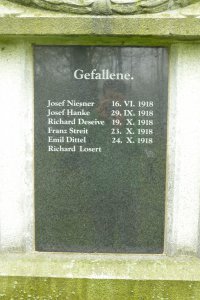 Gefallene.
Josef Niesner 16. VI. 1918
Josef Hanke 29. IX. 1918
Richard Deseive 19. X. 1918
Franz Streit 23. X. 1918
Emil Dittel 24. X. 1918
Richard Losert